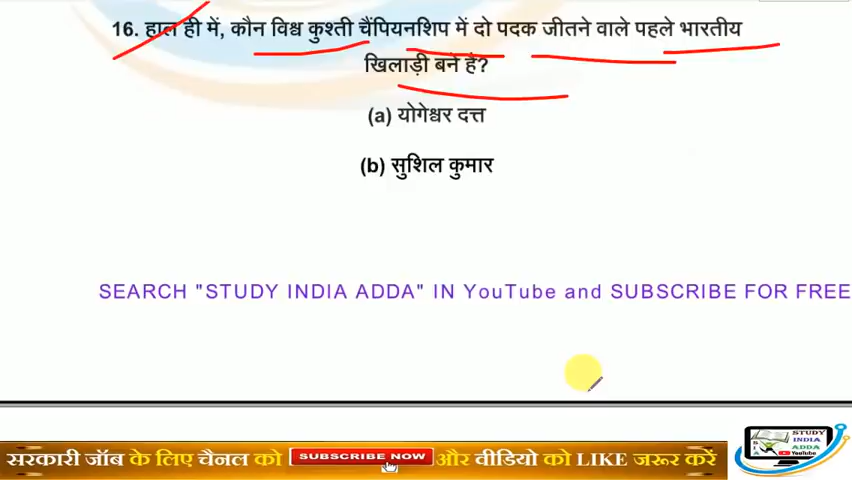 16. हाल ही में, कौन विश्व कुश्ती चैंपियनशिप में दो पदक जीतने वाले पहले भारतीय
खिलाड़ी बने है?
(a) योगेश्वर दत्त
(b) सुशिल कुमार
SEARCH "STUDY INDIA ADDA" IN YouTube and SUBSCRIBE FOR FREE
सरकारी जॉब के लिए चैनल को SUBSCRIBE NOW और वीडियो को LIKE जरूर करें
STUDY
INDIA
ADDA
YouTube